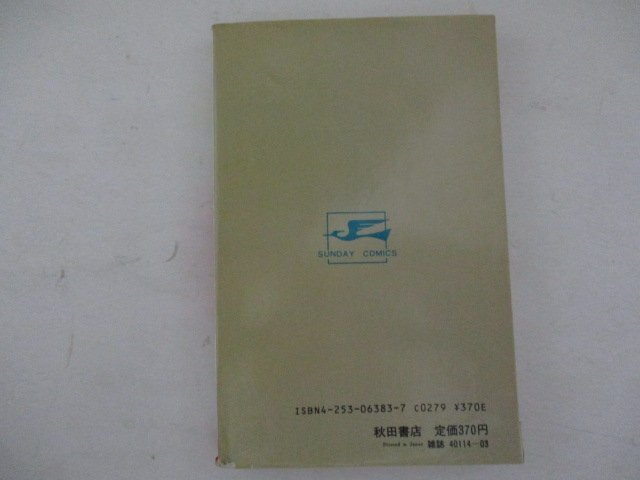 SUNDAY COMICS
ISBN4-253-06383-7 C0279 ¥370E
秋田書店 定価370円
Printed in Japan 雑誌 40114-03